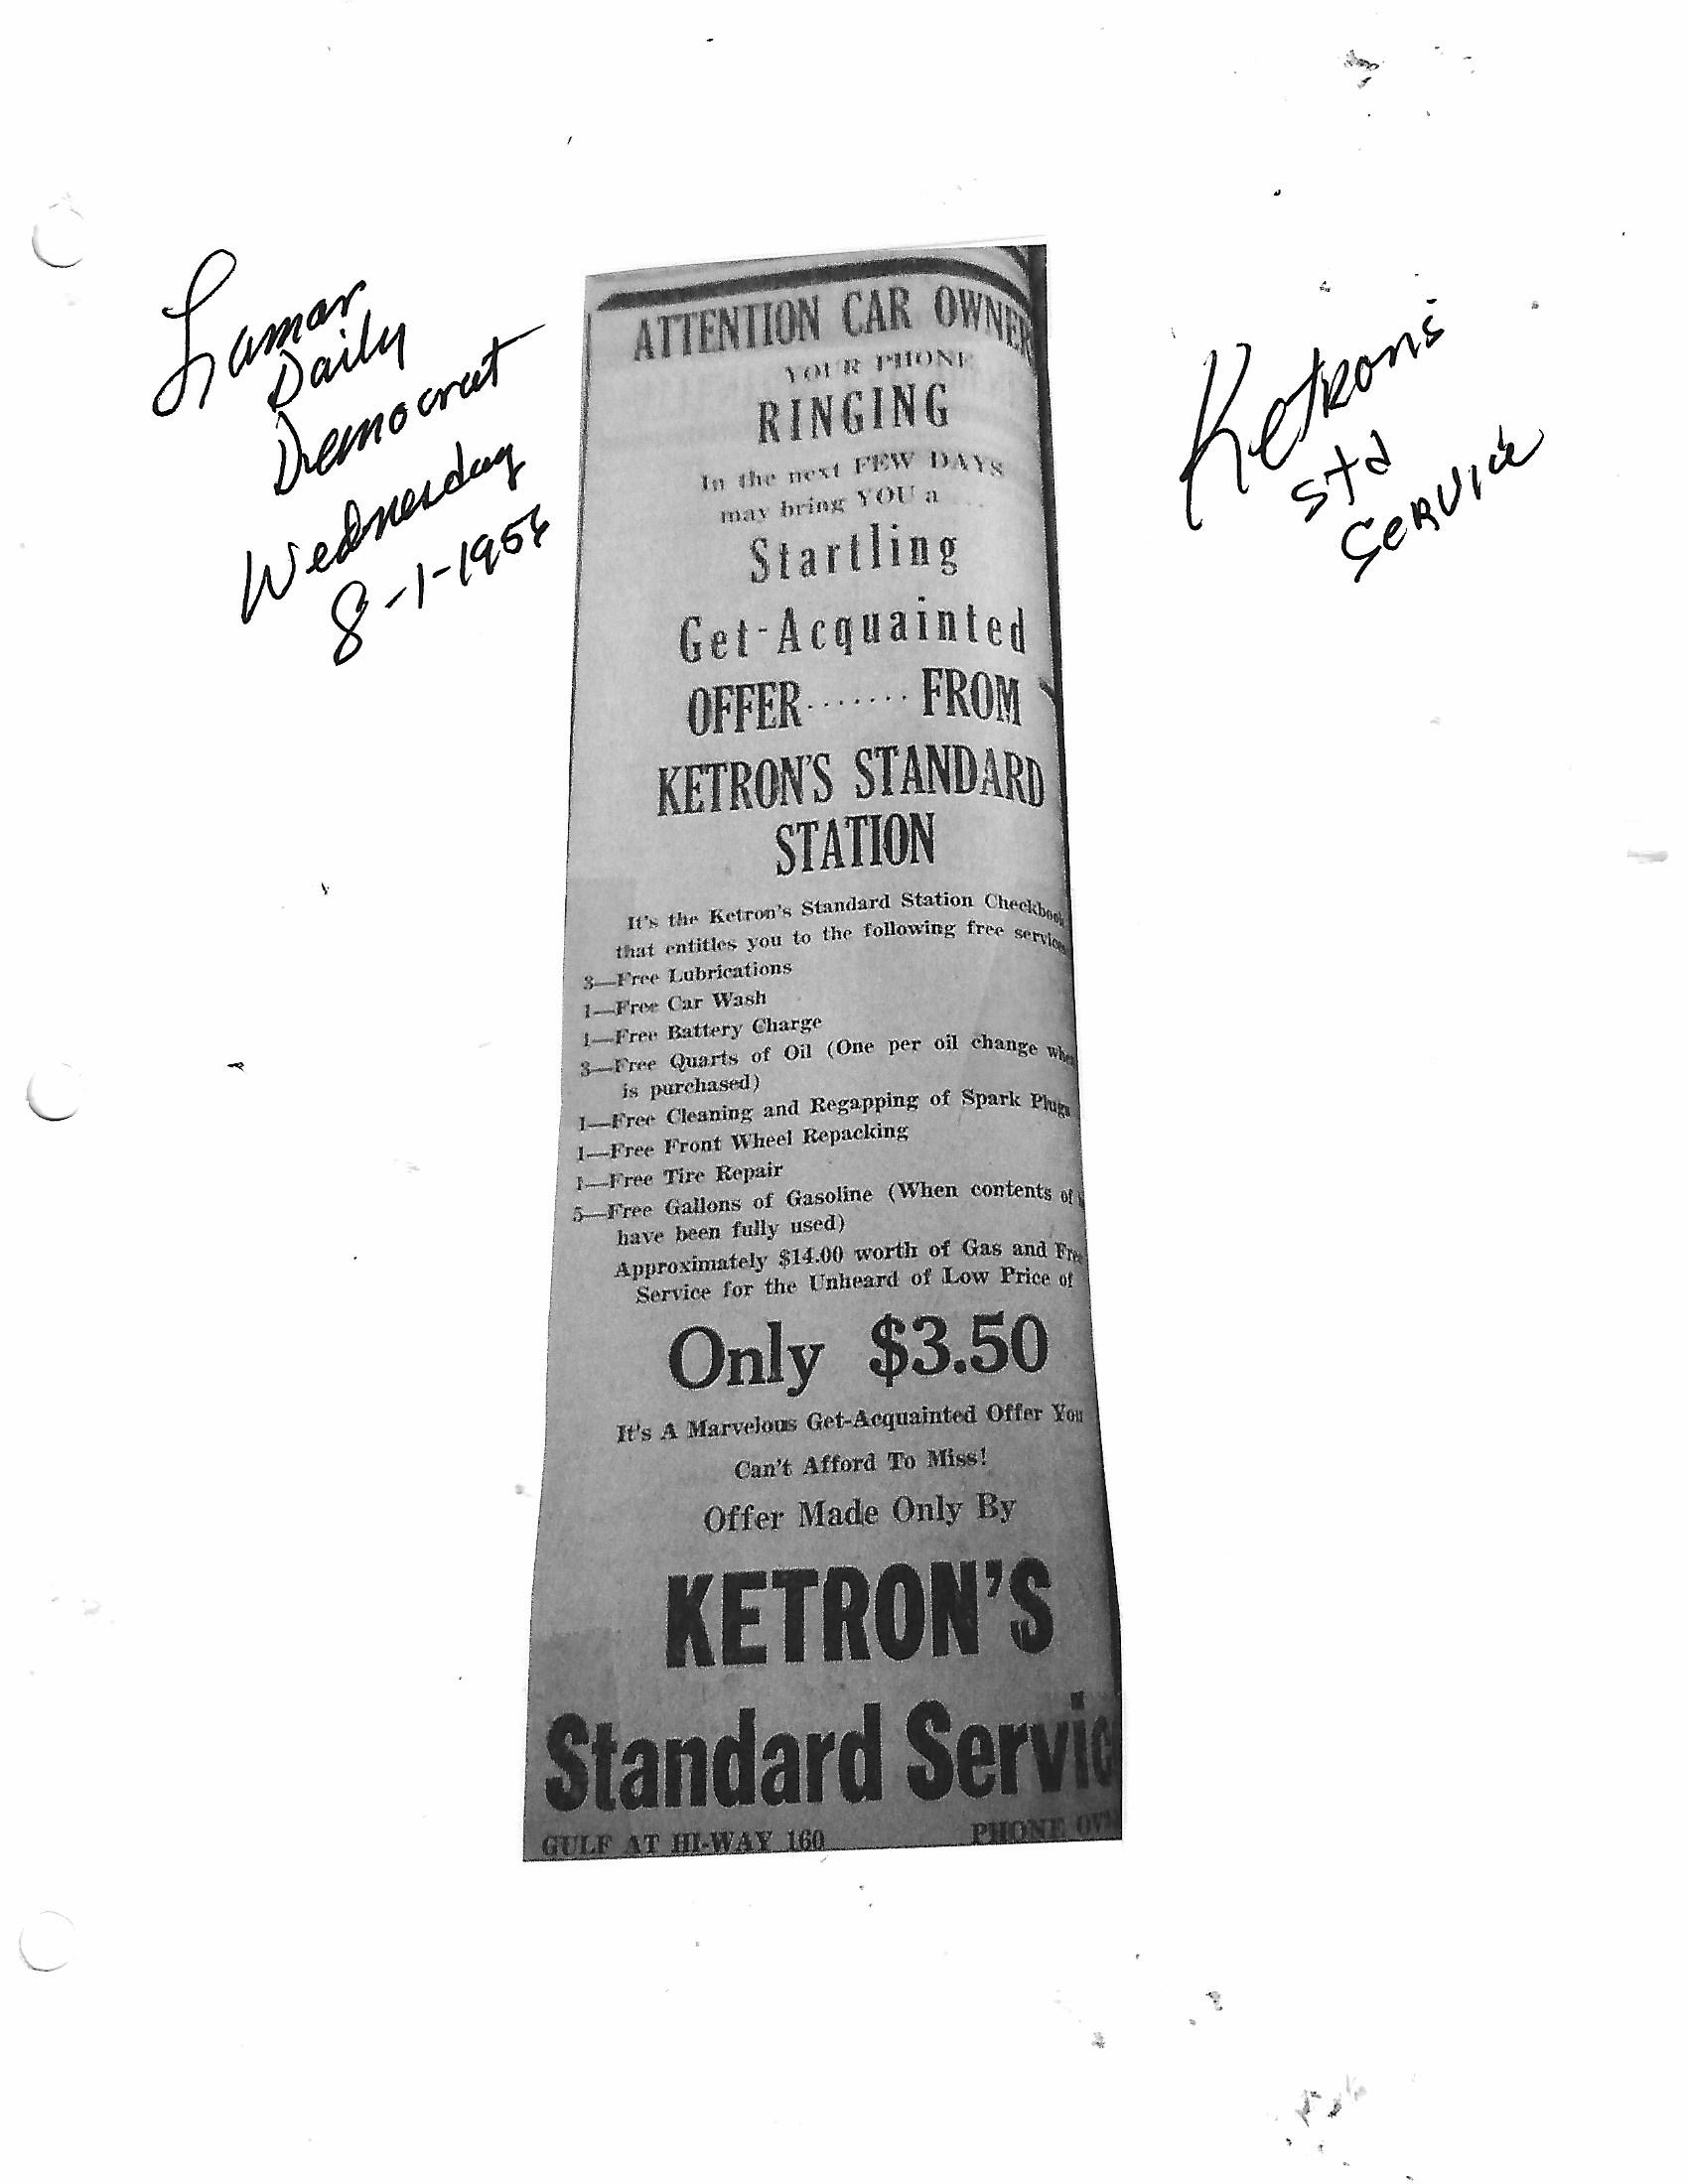 Lamar
Daily
Democrat
Wednesday
8-1-1956
Ketron's
Std
Service
ATTENTION CAR OWNER
YOUR PHONE
RINGING
In the next FEW DAYS
may bring YOU a ...
Startling
Get-Acquainted
OFFER....... FROM
KETRON'S STANDARD
STATION
It's the Ketron's Standard Station Checkbook
that entitles you to the following free services
3—Free Lubrications
1—Free Car Wash
1—Free Battery Charge
3—Free Quarts of Oil (One per oil change
is purchased)
1—Free Cleaning and Regapping of Spark Plugs
1—Free Front Wheel Repacking
1—Free Tire Repair
5—Free Gallons of Gasoline (When contents of
have been fully used)
Approximately $14.00 worth of Gas and Free
Service for the Unheard of Low Price of
Only $3.50
It's A Marvelous Get-Acquainted Offer You
Can't Afford To Miss!
Offer Made Only By
KETRON'S
Standard Servic
GULF AT HI-WAY 160 PHONE